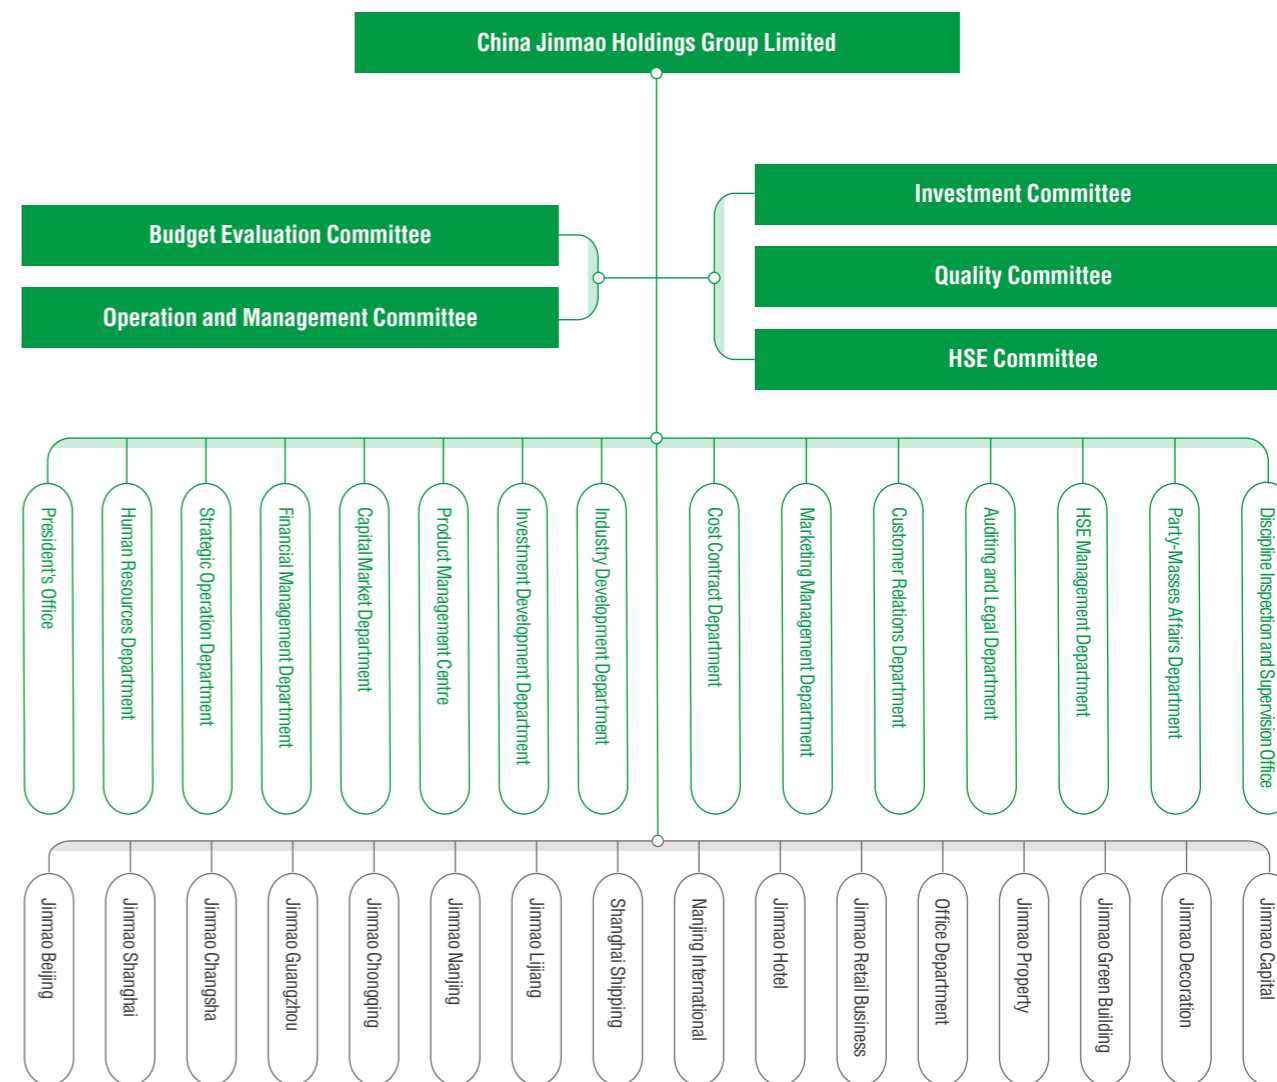 China Jinmao Holdings Group Limited
Investment Committee
Budget Evaluation Committee
Quality Committee
Operation and Management Committee
HSE Committee
President's Office
Human Resources Department
Strategic Operation Department
Financial Management Department
Capital Market Department
Product Management Centre
Investment Development Department
Industry Development Department
Cost Contract Department
Marketing Management Department
Customer Relations Department
Auditing and Legal Department
HSE Management Department
Party-Masses Affairs Department
Discipline Inspection and Supervision Office
Jinmao Beijing
Jinmao Shanghai
Jinmao Changsha
Jinmao Guangzhou
Jinmao Chongqing
Jinmao Nanjing
Jinmao Lijiang
Shanghai Shipping
Nanjing International
Jinmao Hotel
Jinmao Retail Business
Office Department
Jinmao Property
Jinmao Green Building
Jinmao Decoration
Jinmao Capital